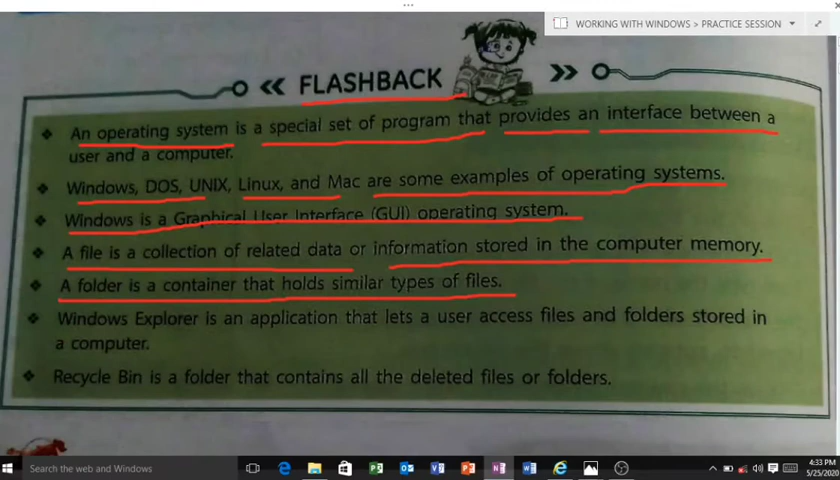 WORKING WITH WINDOWS > PRACTICE SESSION
FLASHBACK
An operating system is a special set of program that provides an interface between a
user and a computer.
Windows, DOS, UNIX, Linux, and Mac are some examples of operating systems.
Windows is a Graphical User Interface (GUI) operating system.
A file is a collection of related data or information stored in the computer memory.
A folder is a container that holds similar types of files.
Windows Explorer is an application that lets a user access files and folders stored in
a computer.
Recycle Bin is a folder that contains all the deleted files or folders.
Search the web and Windows
4:33 PM
5/25/2020